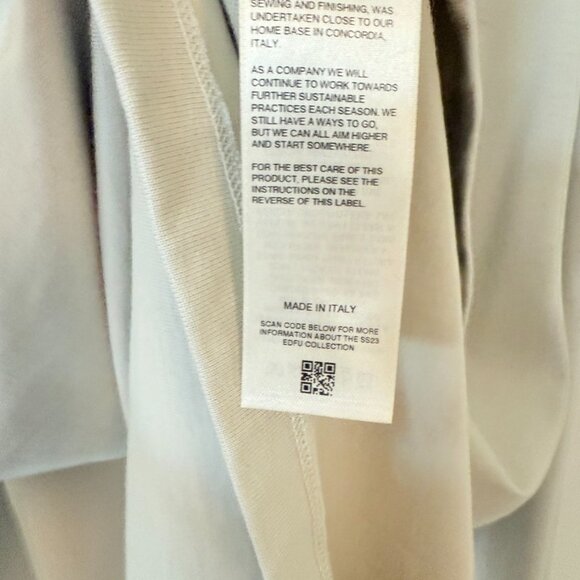 SEWING AND FINISHING, WAS
UNDERTAKEN CLOSE TO OUR
HOME BASE IN CONCORDIA,
ITALY.
AS A COMPANY WE WILL
CONTINUE TO WORK TOWARDS
FURTHER SUSTAINABLE
PRACTICES EACH SEASON. WE
STILL HAVE A WAYS TO GO,
BUT WE CAN ALL AIM HIGHER
AND START SOMEWHERE.
FOR THE BEST CARE OF THIS
PRODUCT, PLEASE SEE THE
INSTRUCTIONS ON THE
REVERSE OF THIS LABEL.
MADE IN ITALY
SCAN CODE BELOW FOR MORE
INFORMATION ABOUT THE SS23
EDFU COLLECTION